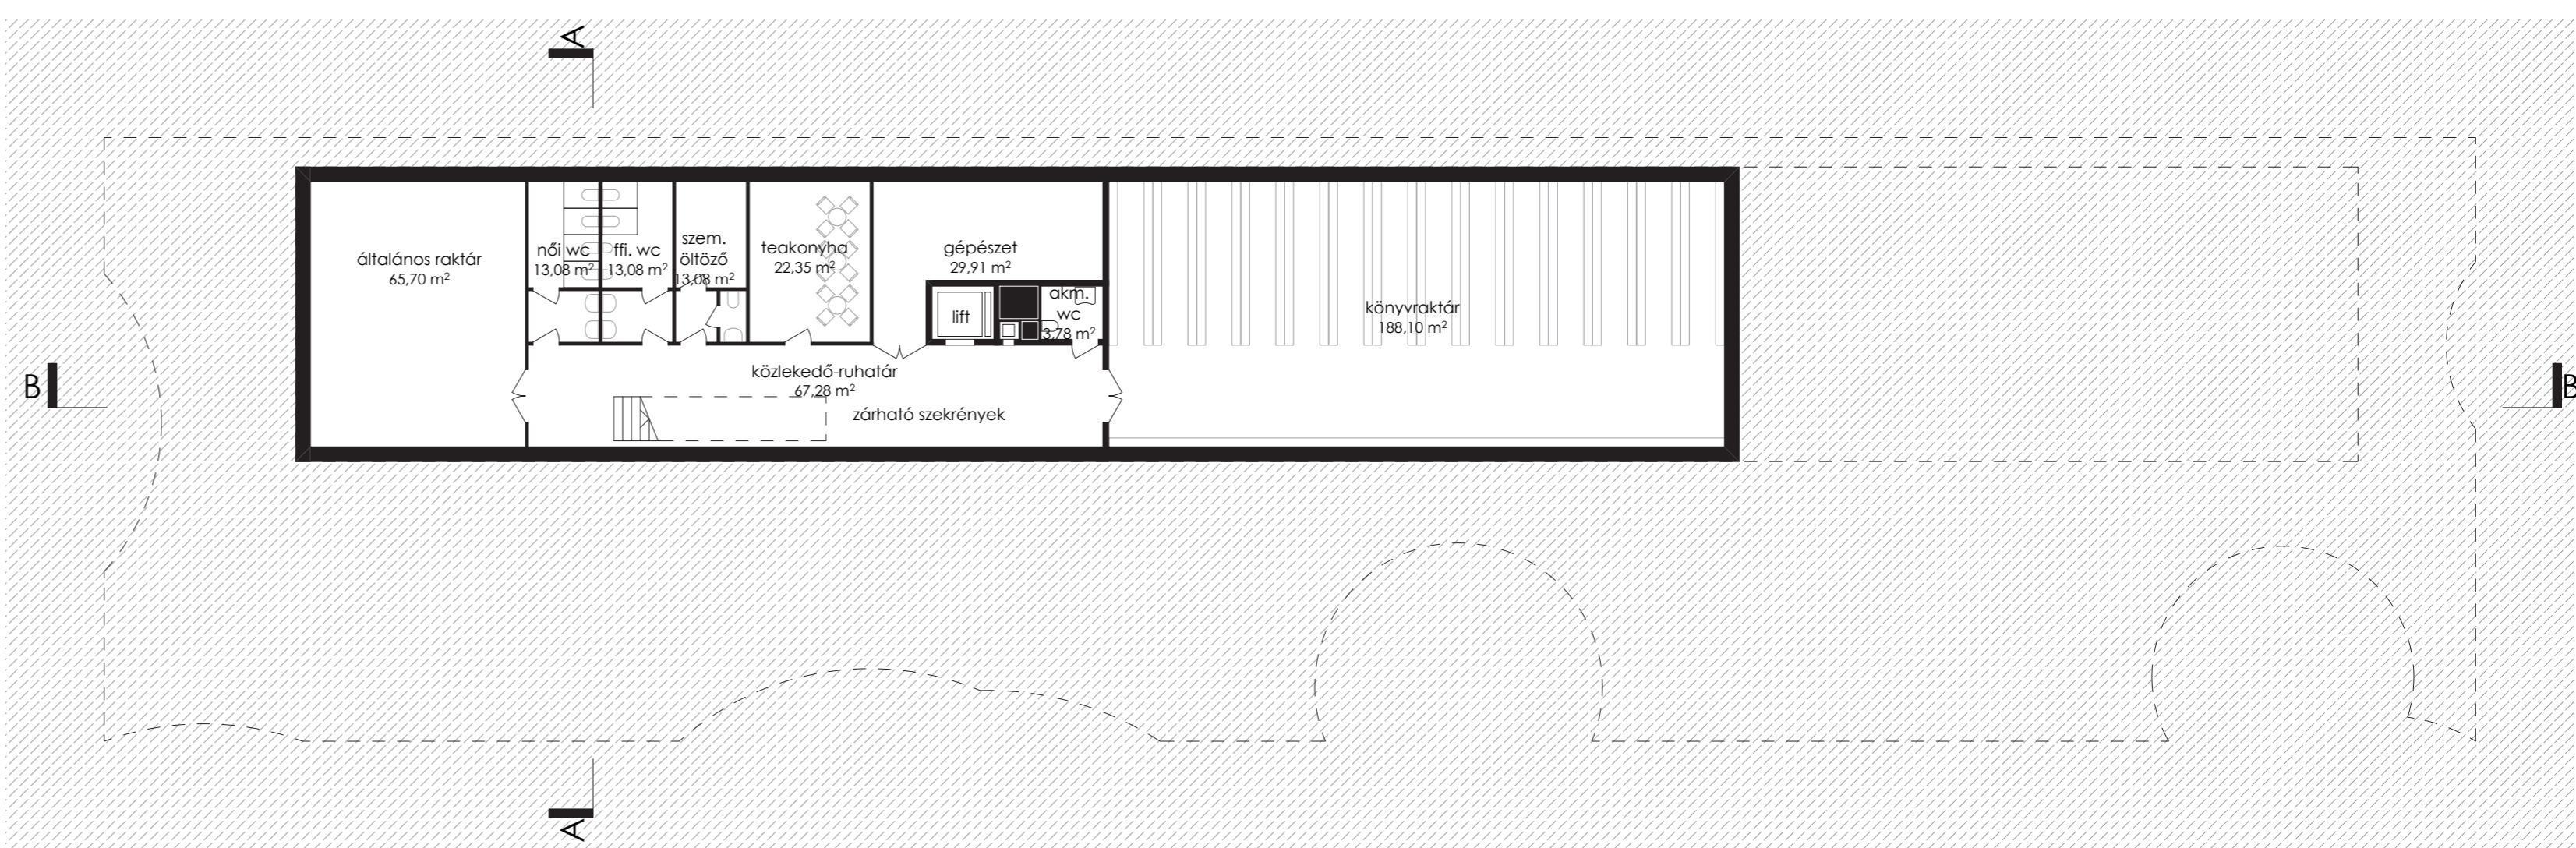 A
általános raktár
65,70 m²
női wc
13,08 m²
ffi. wc
13,08 m²
szem.
öltöző
13,08 m²
teakonyha
22,35 m²
gépészet
29,91 m²
lift
akm.
wc
3,78 m²
könyvraktár
188,10 m²
közlekedő-ruhatár
67,28 m²
zárható szekrények
B
B
A